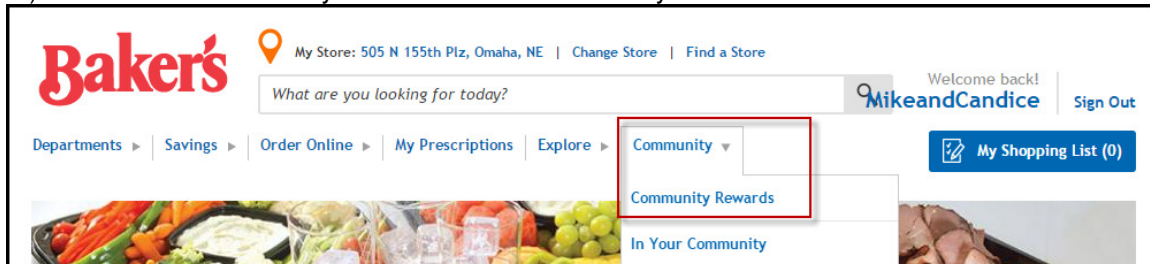 Baker's
My Store: 505 N 155th Plz, Omaha, NE | Change Store | Find a Store
What are you looking for today?
Welcome back!
MikeandCandice
Sign Out
Departments
Savings
Order Online
My Prescriptions
Explore
Community
My Shopping List (0)
Community Rewards
In Your Community